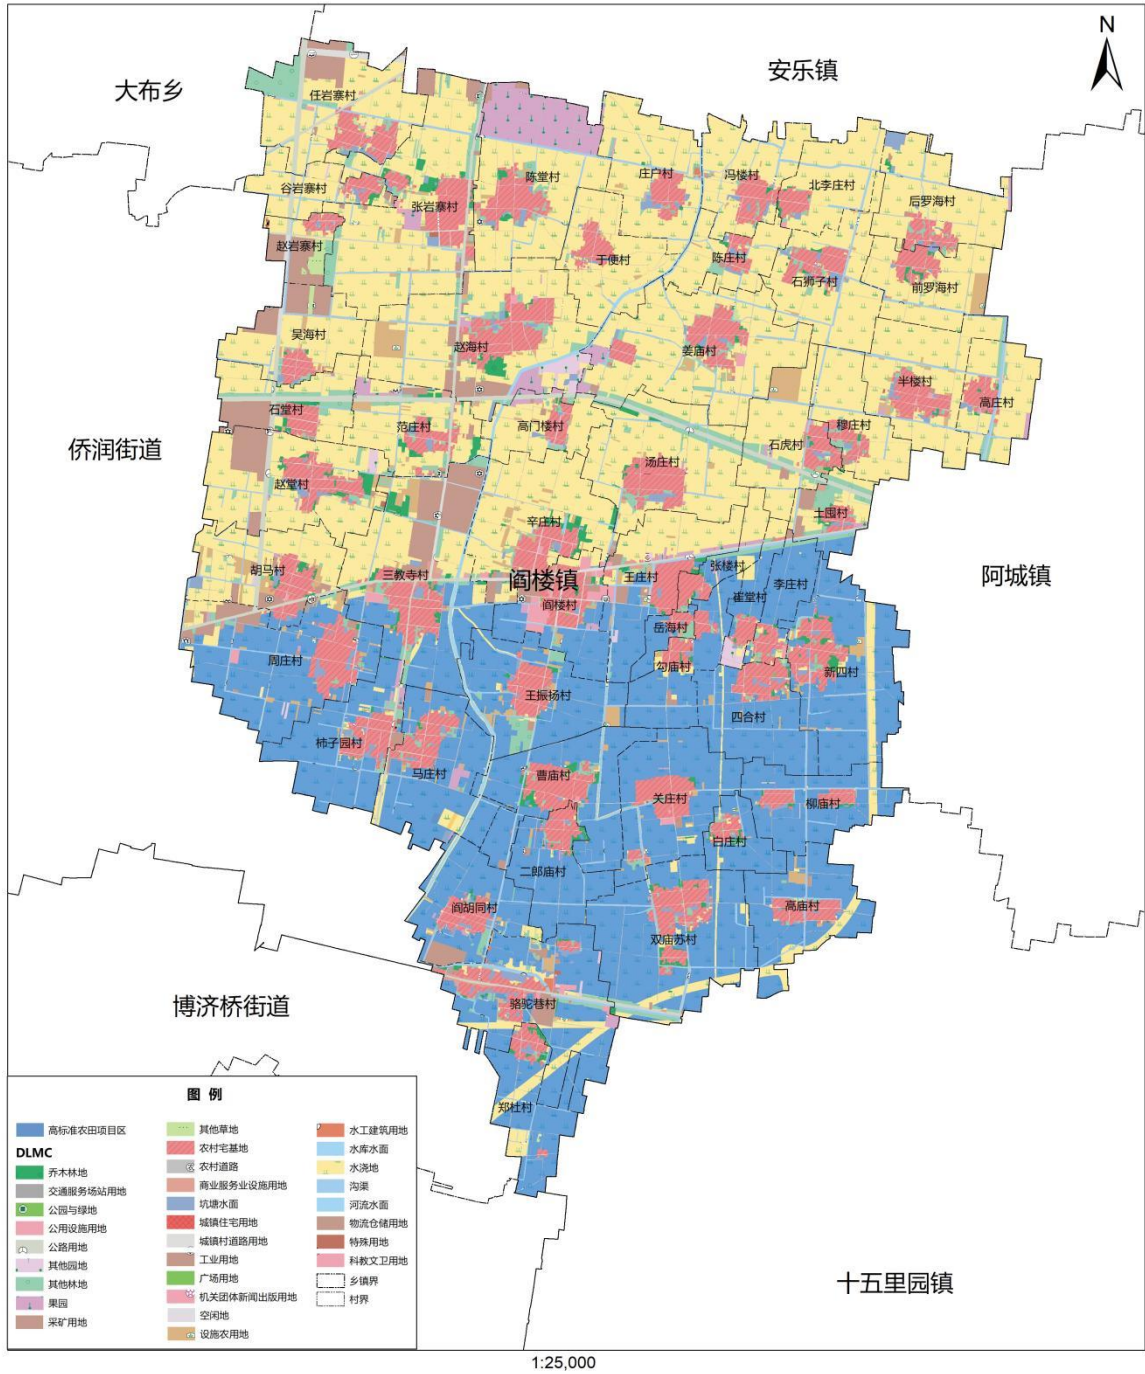 N
安乐镇
大布乡
任岩寨村
谷岩寨村
张岩寨村
陈堂村
庄户村
冯楼村
北李庄村
后罗海村
赵岩寨村
于便村
陈庄村
石狮子村
前罗海村
吴海村
赵海村
姜庙村
半楼村
高庄村
石堂村
范庄村
高门楼村
石虎村
穆庄村
侨润街道
赵堂村
汤庄村
土囤村
辛庄村
胡马村
三教寺村
阎楼镇
王庄村
张楼村
李庄村
阿城镇
阎楼村
崔堂村
岳海村
周庄村
勾庙村
新四村
王振扬村
四合村
柿子园村
马庄村
曹庙村
关庄村
柳庙村
白庄村
二郎庙村
阎胡同村
双庙苏村
高庙村
博济桥街道
骆驼巷村
郑杜村
十五里园镇
图 例
高标准农田项目区
DLMC
乔木林地
交通服务场站用地
公园与绿地
公用设施用地
公路用地
其他园地
其他林地
果园
采矿用地
其他草地
农村宅基地
农村道路
商业服务业设施用地
坑塘水面
城镇住宅用地
城镇村道路用地
工业用地
广场用地
机关团体新闻出版用地
空闲地
设施农用地
水工建筑用地
水库水面
水浇地
沟渠
河流水面
物流仓储用地
特殊用地
科教文卫用地
乡镇界
村界
1:25,000